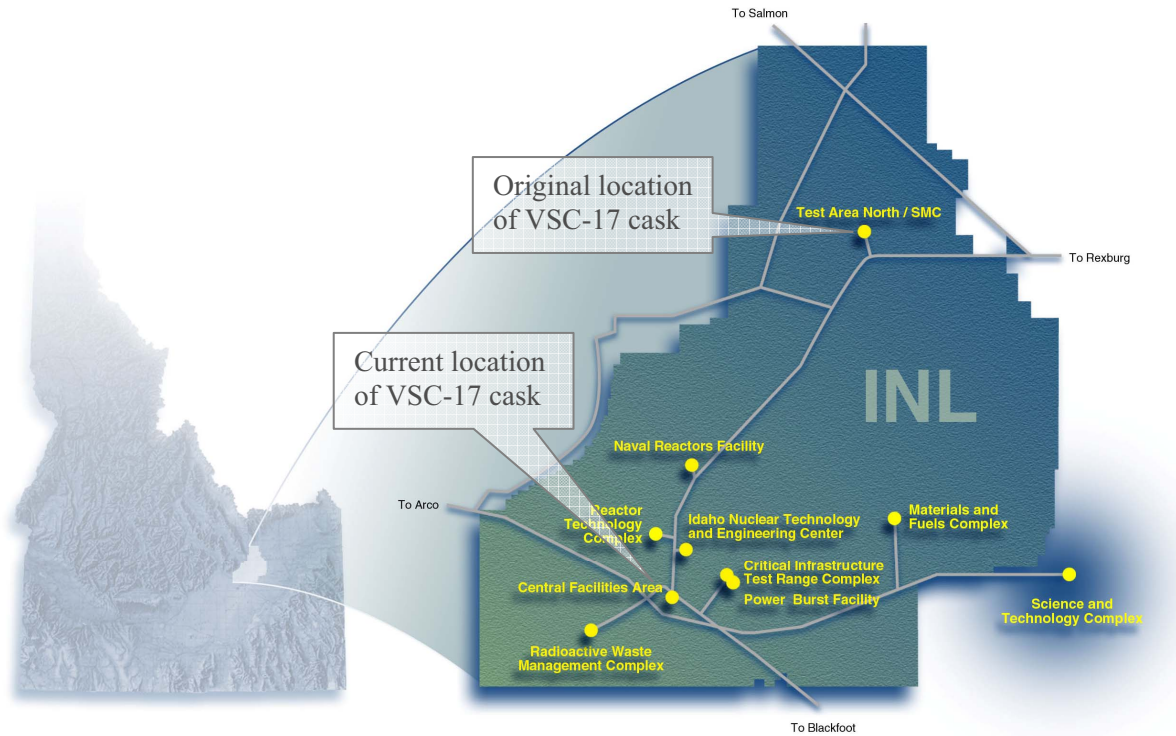 To Salmon
Original location
of VSC-17 cask
Test Area North / SMC
To Rexburg
Current location
of VSC-17 cask
INL
Naval Reactors Facility
To Arco
Reactor
Technology
Complex
Idaho Nuclear Technology
and Engineering Center
Materials and
Fuels Complex
Critical Infrastructure
Test Range Complex
Central Facilities Area
Power Burst Facility
Science and
Technology Complex
Radioactive Waste
Management Complex
To Blackfoot